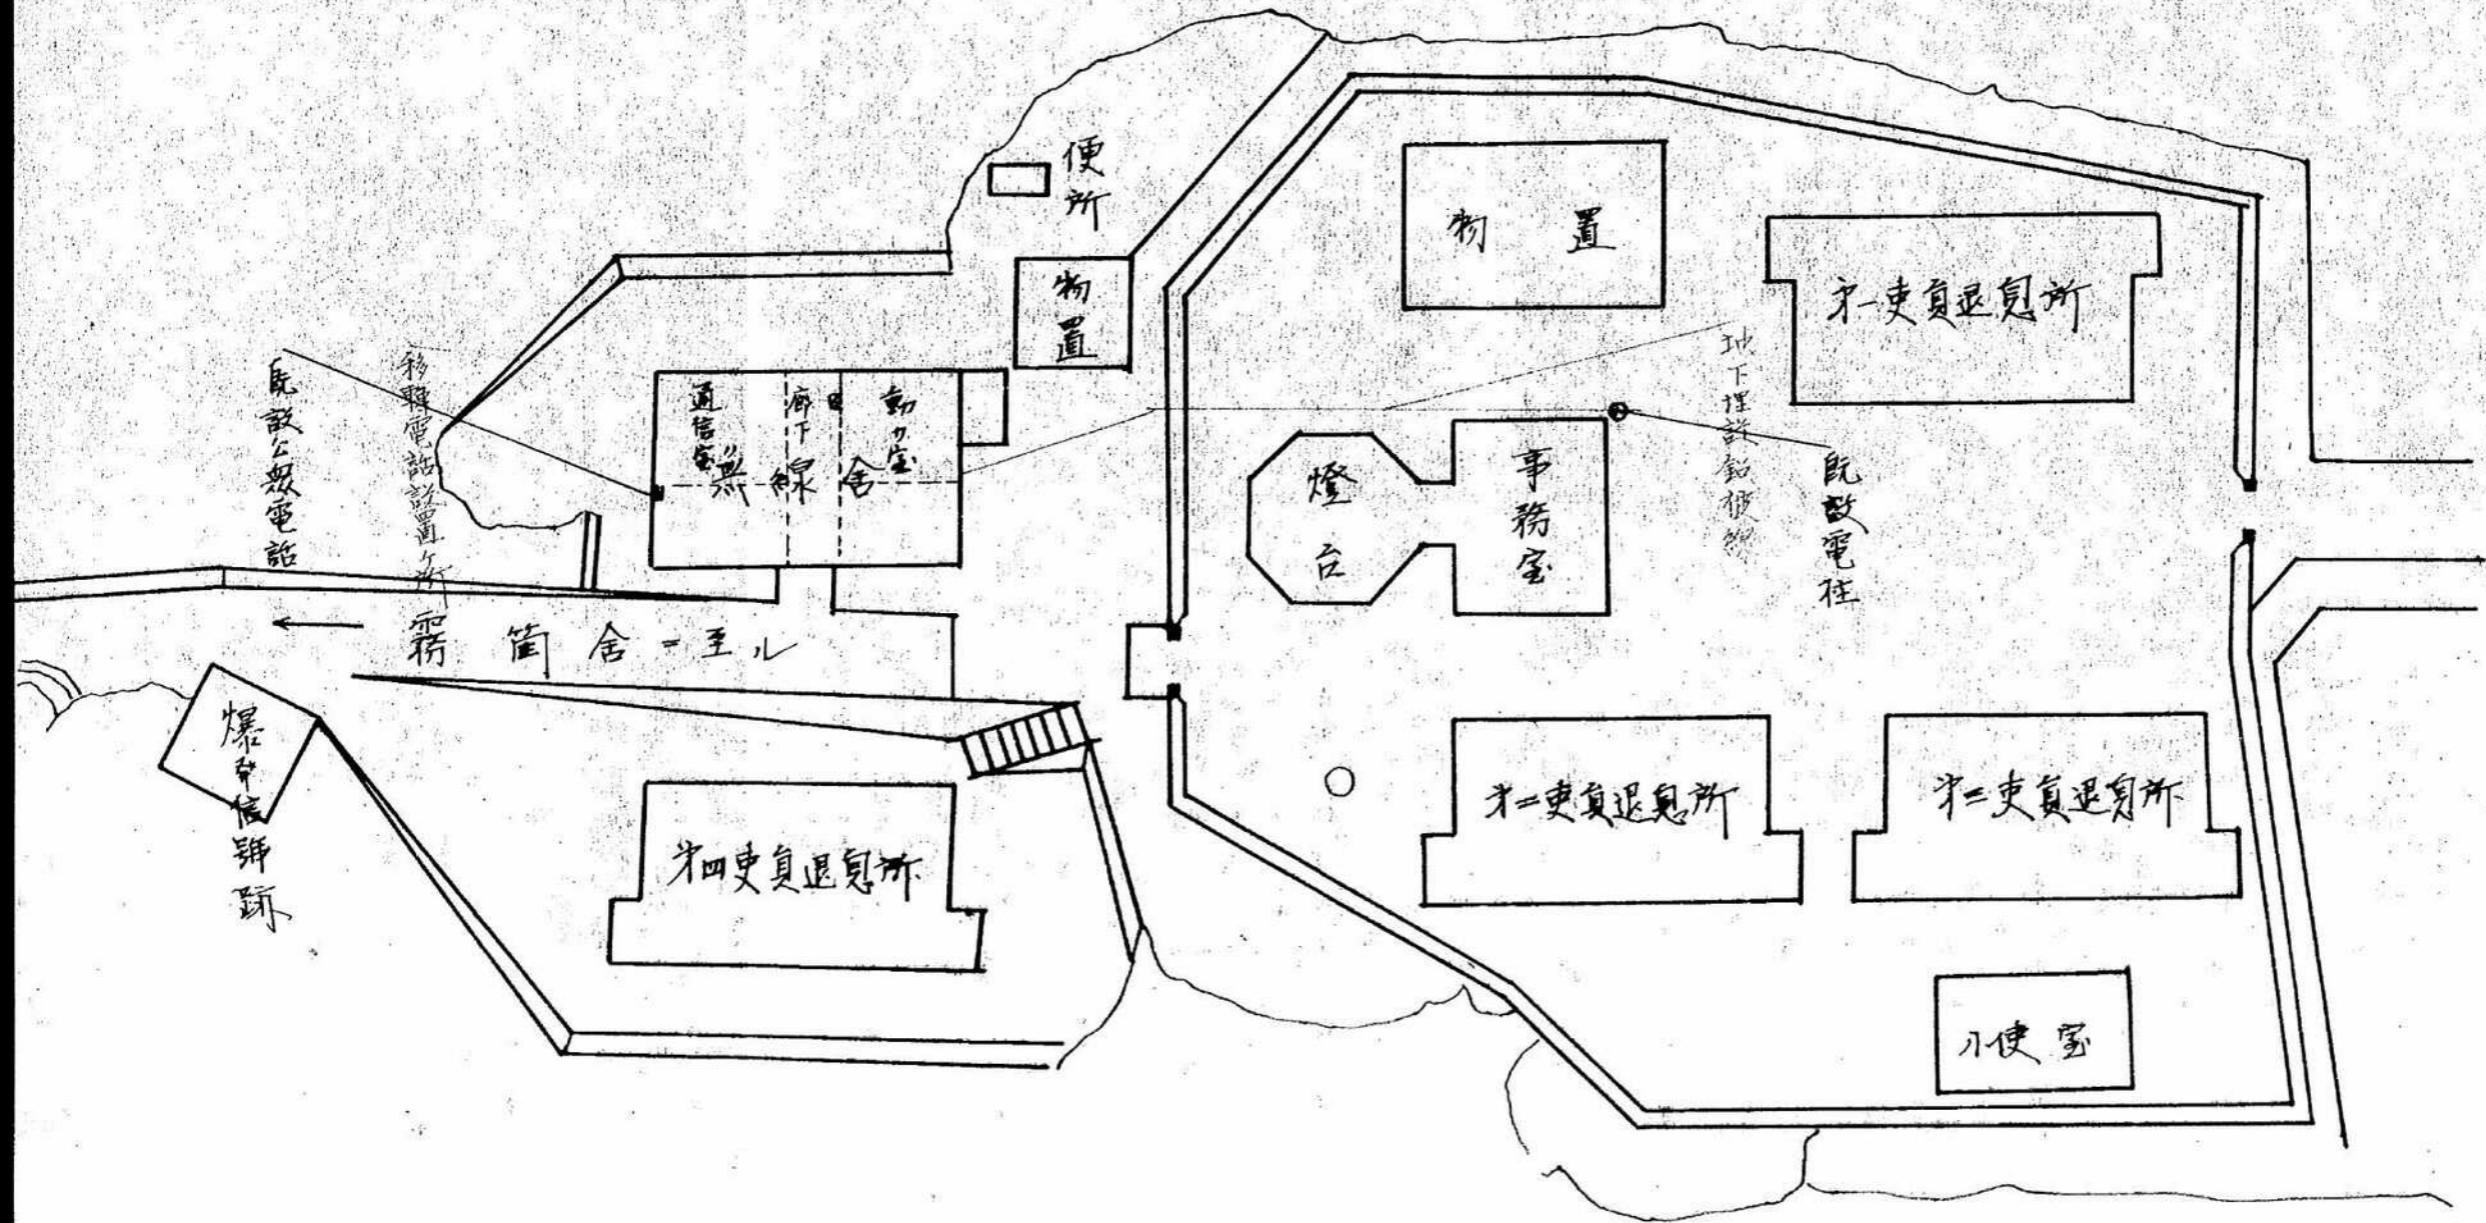 便所
物置
物置
第一吏員退息所
既設公衆電話
移轉電話設置ヶ所
通信室
廊下
動力室
無線舎
地下埋設鉛被線
既設電柱
燈台
事務室
霧笛舎ニ至ル
爆発信號跡
第四吏員退息所
第二吏員退息所
第三吏員退息所
小使室